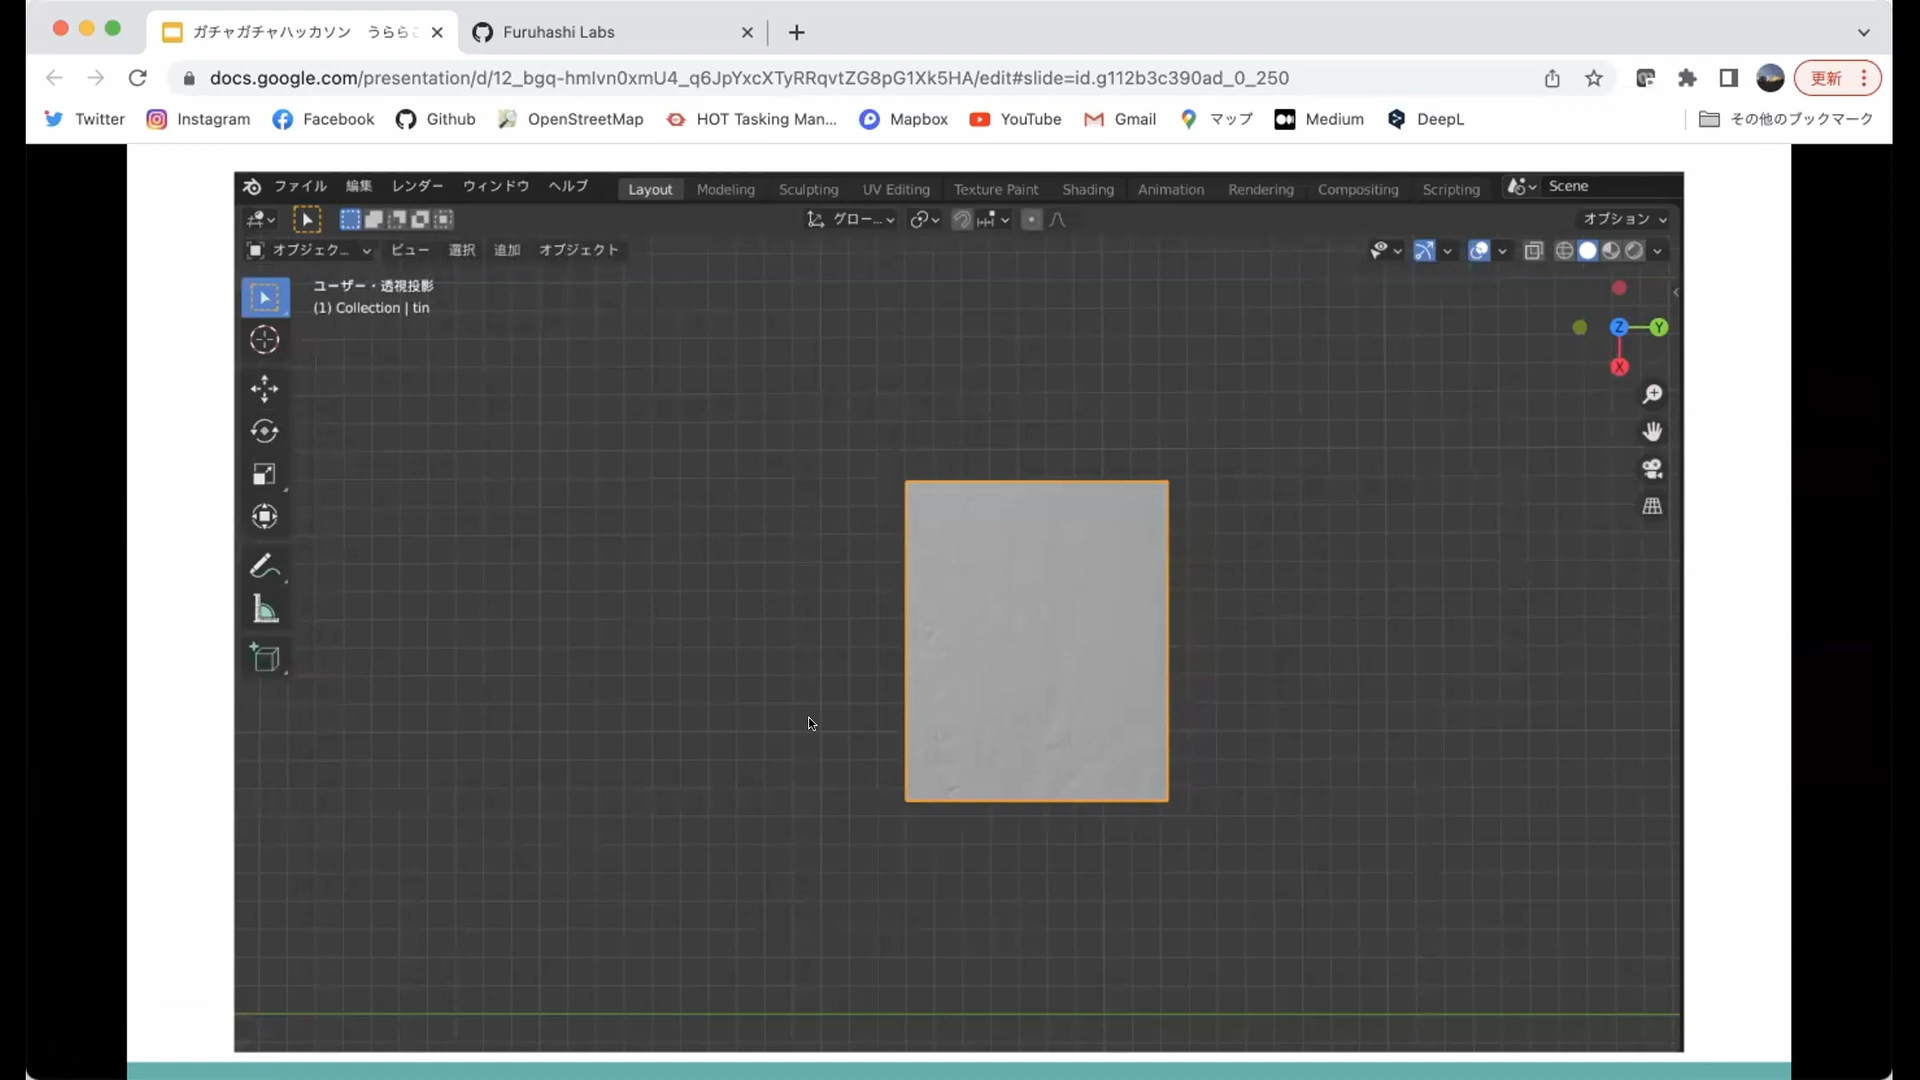 ガチャガチャハッカソン うらら
Furuhashi Labs
docs.google.com/presentation/d/12_bgq-hmlvn0xmU4_q6JpYxcXTyRRqvtZG8pG1Xk5HA/edit#slide=id.g112b3c390ad_0_250
更新
Twitter
Instagram
Facebook
Github
OpenStreetMap
HOT Tasking Man...
Mapbox
YouTube
Gmail
マップ
Medium
DeepL
その他のブックマーク
ファイル 編集 レンダー ウィンドウ ヘルプ
Layout Modeling Sculpting UV Editing Texture Paint Shading Animation Rendering Compositing Scripting
Scene
グロー...
オプション
オブジェク... ビュー 選択 追加 オブジェクト
ユーザー・透視投影
(1) Collection | tin
Z
Y
X